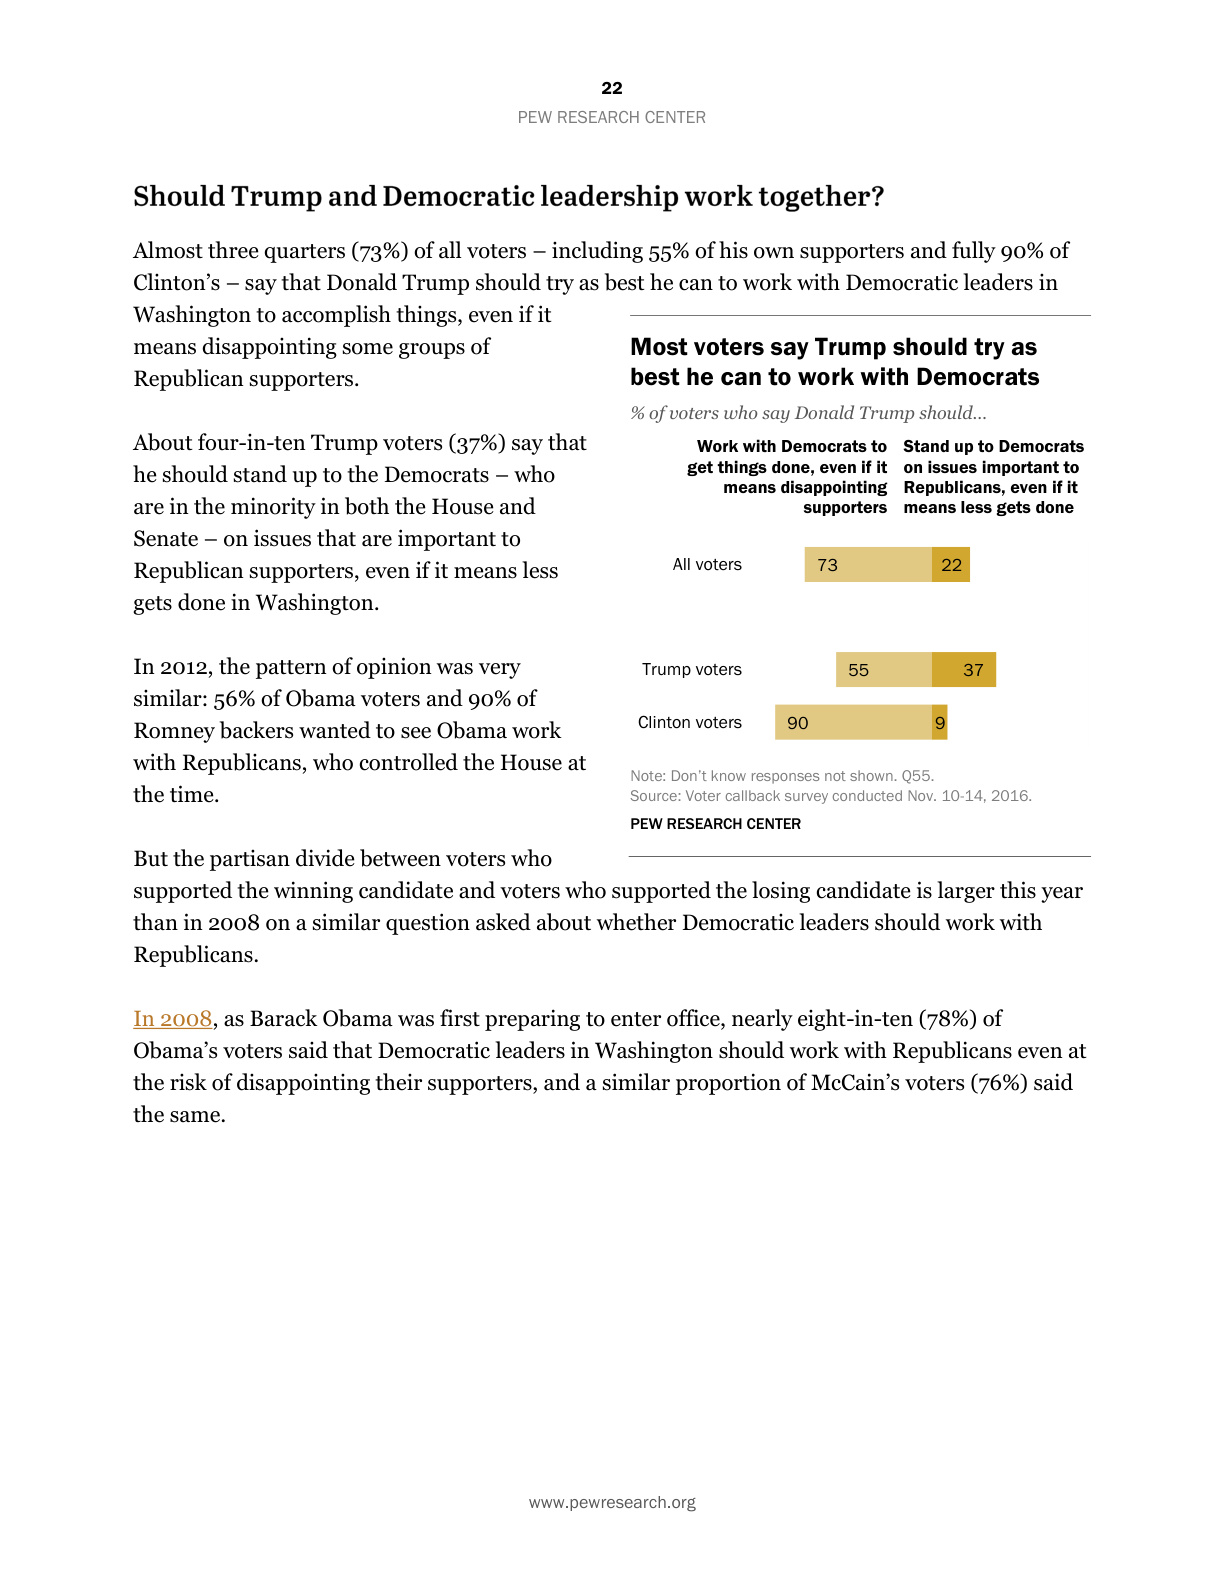 22
PEW RESEARCH CENTER
Should Trump and Democratic leadership work together?
Almost three quarters (73%) of all voters – including 55% of his own supporters and fully 90% of
Clinton’s – say that Donald Trump should try as best he can to work with Democratic leaders in
Washington to accomplish things, even if it
means disappointing some groups of
Republican supporters.
About four-in-ten Trump voters (37%) say that
he should stand up to the Democrats – who
are in the minority in both the House and
Senate – on issues that are important to
Republican supporters, even if it means less
gets done in Washington.
In 2012, the pattern of opinion was very
similar: 56% of Obama voters and 90% of
Romney backers wanted to see Obama work
with Republicans, who controlled the House at
the time.
But the partisan divide between voters who
supported the winning candidate and voters who supported the losing candidate is larger this year
than in 2008 on a similar question asked about whether Democratic leaders should work with
Republicans.
In 2008, as Barack Obama was first preparing to enter office, nearly eight-in-ten (78%) of
Obama’s voters said that Democratic leaders in Washington should work with Republicans even at
the risk of disappointing their supporters, and a similar proportion of McCain’s voters (76%) said
the same.
Most voters say Trump should try as
best he can to work with Democrats
% of voters who say Donald Trump should...
Work with Democrats to
get things done, even if it
means disappointing
supporters
Stand up to Democrats
on issues important to
Republicans, even if it
means less gets done
All voters 73 22
Trump voters 55 37
Clinton voters 90 9
Note: Don’t know responses not shown. Q55.
Source: Voter callback survey conducted Nov. 10-14, 2016.
PEW RESEARCH CENTER
www.pewresearch.org